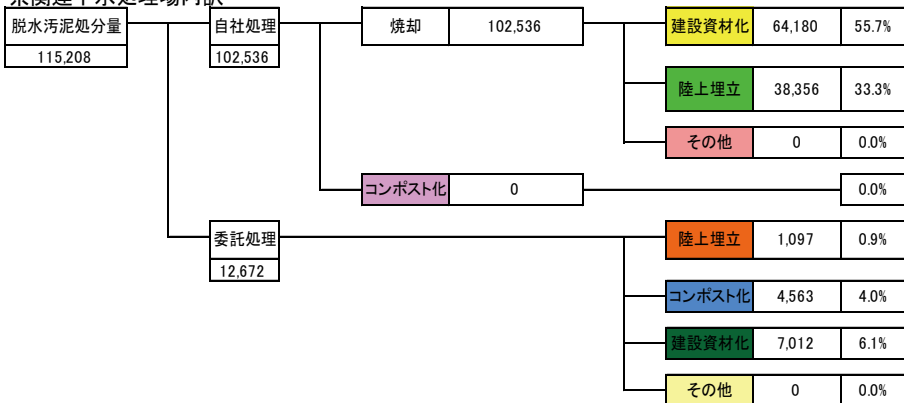 脱水汚泥処分量
115,208
自社処理
102,536
焼却 102,536
建設資材化 64,180 55.7%
陸上埋立 38,356 33.3%
その他 0 0.0%
コンポスト化 0 0.0%
委託処理
12,672
陸上埋立 1,097 0.9%
コンポスト化 4,563 4.0%
建設資材化 7,012 6.1%
その他 0 0.0%